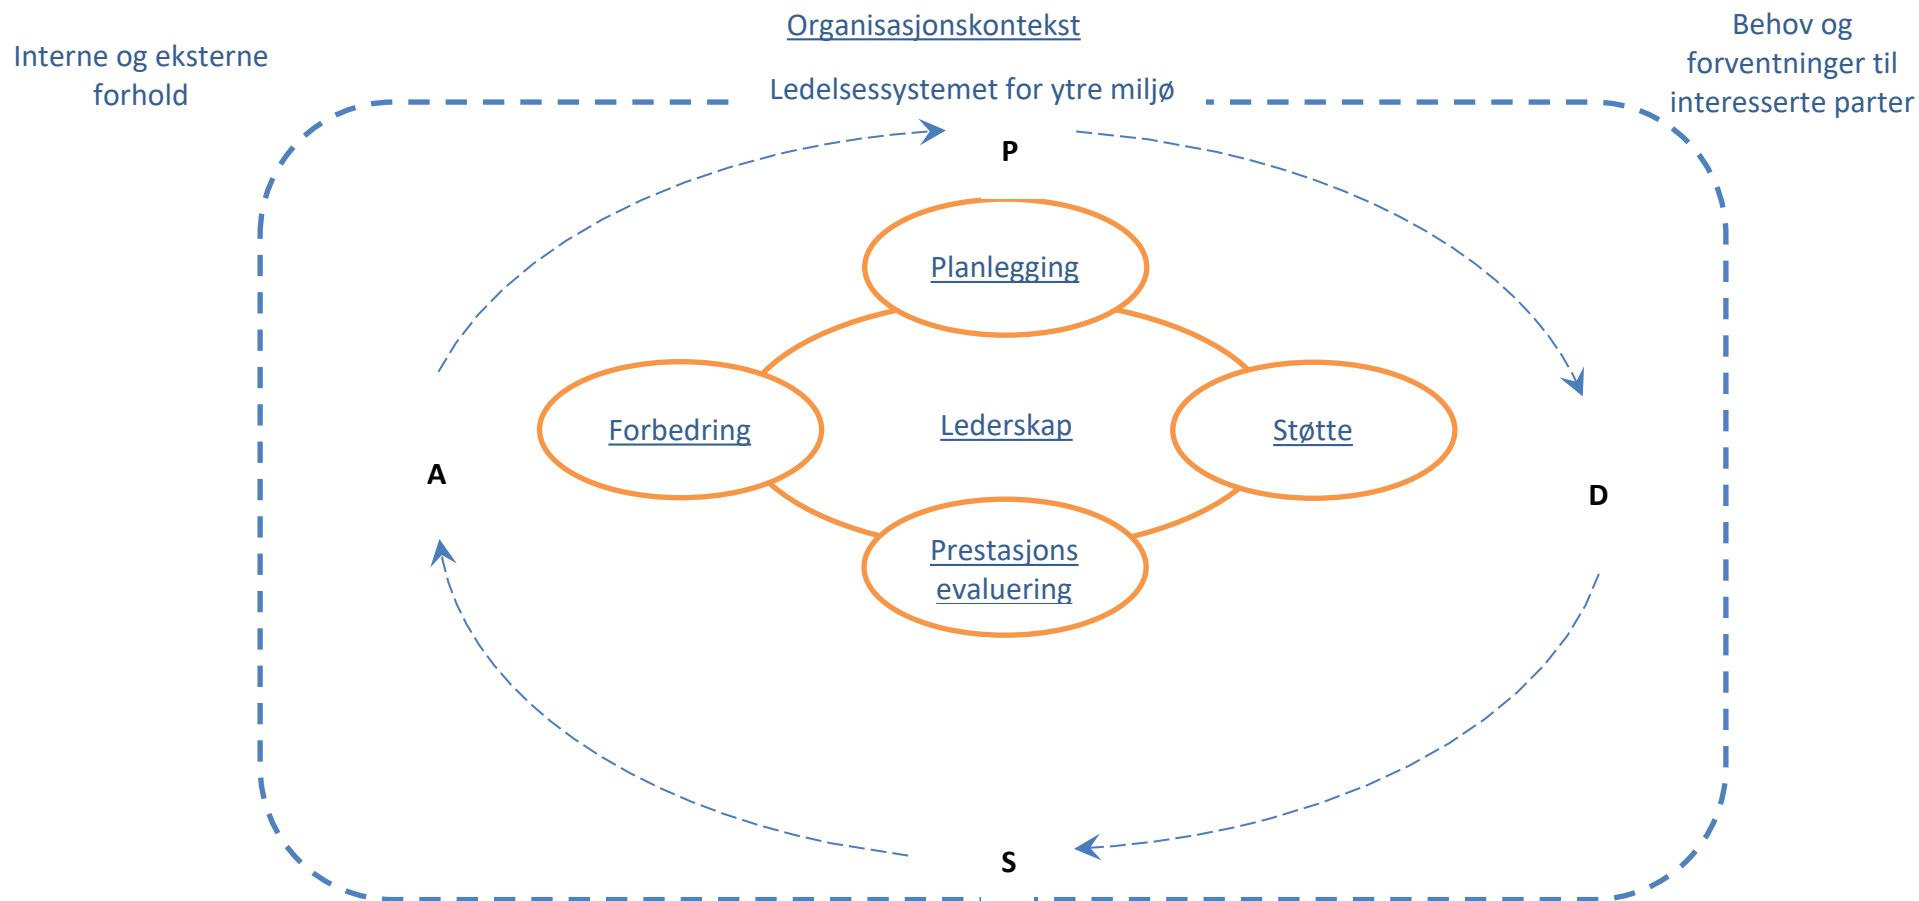 Organisasjonskontekst
Interne og eksterne
forhold
Behov og
forventninger til
interesserte parter
Ledelsessystemet for ytre miljø
P
Planlegging
Forbedring
Lederskap
Støtte
A
D
Prestasjons
evaluering
S